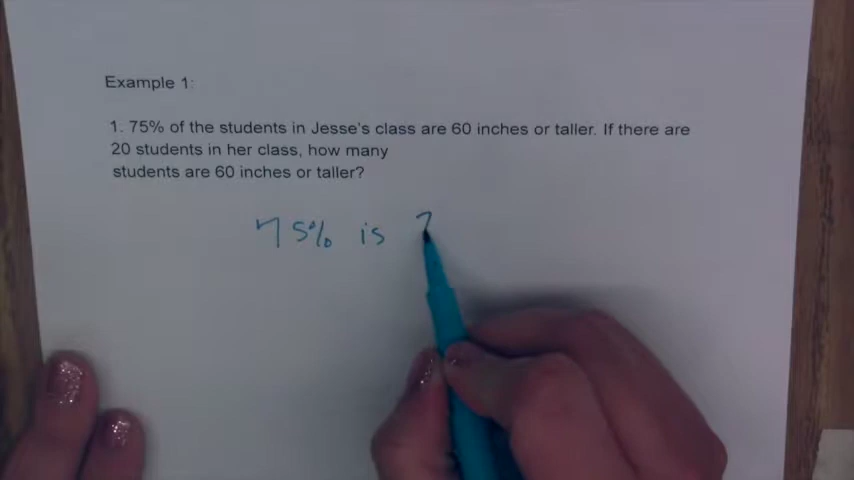 Example 1:
1. 75% of the students in Jesse's class are 60 inches or taller. If there are
20 students in her class, how many
students are 60 inches or taller?
75% is ?